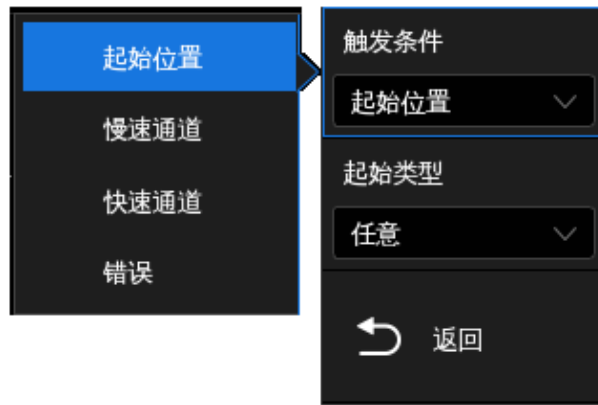 起始位置
慢速通道
快速通道
错误
触发条件
起始位置
起始类型
任意
返回